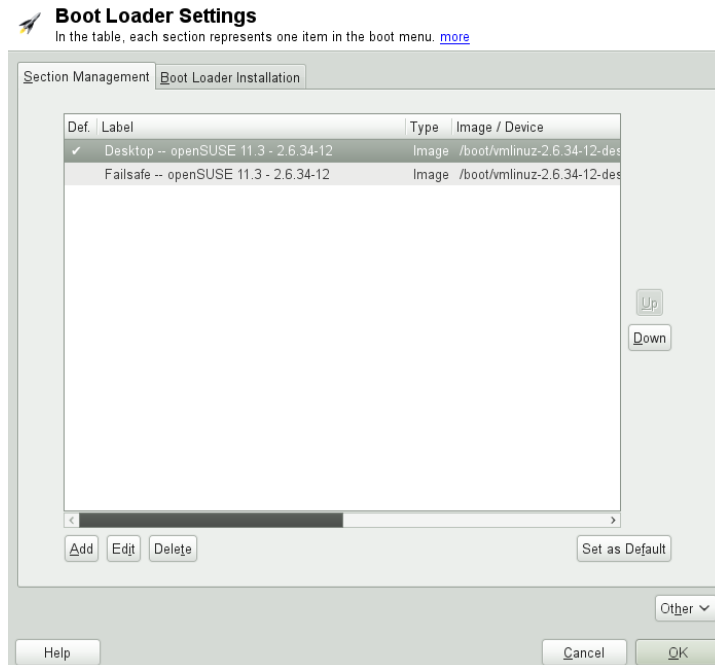 Boot Loader Settings
In the table, each section represents one item in the boot menu. more
Section Management Boot Loader Installation
Def. Label Type Image / Device
Desktop -- openSUSE 11.3 - 2.6.34-12 Image /boot/vmlinuz-2.6.34-12-des
Failsafe -- openSUSE 11.3 - 2.6.34-12 Image /boot/vmlinuz-2.6.34-12-des
Up
Down
Add Edit Delete Set as Default
Other
Help Cancel OK